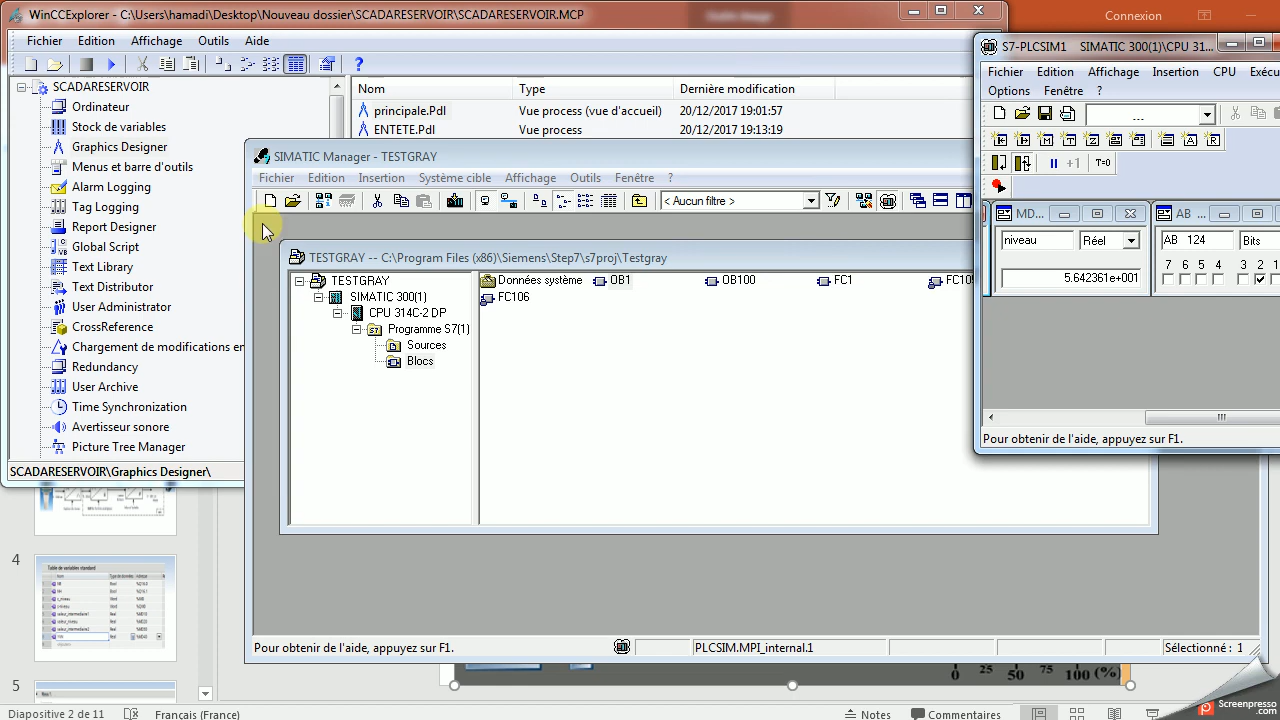 WinCCExplorer - C:\Users\hamadi\Desktop\Nouveau dossier\SCADARESERVOIR\SCADARESERVOIR.MCP
Connexion
Fichier Edition Affichage Outils Aide
SCADARESERVOIR
Ordinateur
Stock de variables
Graphics Designer
Menus et barre d'outils
Alarm Logging
Tag Logging
Report Designer
Global Script
Text Library
Text Distributor
User Administrator
CrossReference
Chargement de modifications en
Redundancy
User Archive
Time Synchronization
Avertisseur sonore
Picture Tree Manager
SCADARESERVOIR\Graphics Designer\
Nom Type Dernière modification
principale.Pdl Vue process (vue d'accueil) 20/12/2017 19:01:57
ENTETE.Pdl Vue process 20/12/2017 19:13:19
SIMATIC Manager - TESTGRAY
Fichier Edition Insertion Système cible Affichage Outils Fenêtre ?
< Aucun filtre >
TESTGRAY -- C:\Program Files (x86)\Siemens\Step7\s7proj\Testgray
TESTGRAY
SIMATIC 300(1)
CPU 314C-2 DP
Programme S7(1)
Sources
Blocs
Données système OB1 OB100 FC1 FC10
FC106
Pour obtenir de l'aide, appuyez sur F1.
PLCSIM.MPI_internal.1
Sélectionné : 1
S7-PLCSIM1 SIMATIC 300(1)\CPU 31...
Fichier Edition Affichage Insertion CPU Exécu
Options Fenêtre ?
...
+1 T=0
MD... AB ...
niveau Réel AB 124 Bits
7 6 5 4 3 2 1
5.642361e+001
Pour obtenir de l'aide, appuyez sur F1.
4
Table de variables standard
5
0 25 50 75 100 (%)
Diapositive 2 de 11 Français (France) Notes Commentaires
Screenpresso
.com